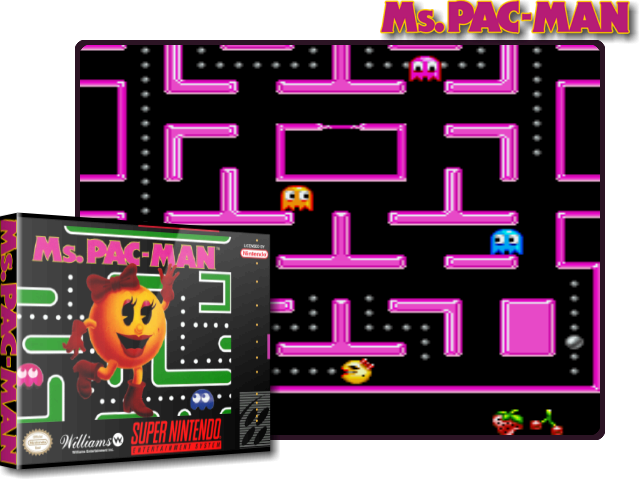 Ms. PAC-MAN
Ms. PAC-MAN
LICENSED BY
Nintendo
Ms. PAC-MAN
Williams
Williams Entertainment Inc.
SUPER NINTENDO
ENTERTAINMENT SYSTEM